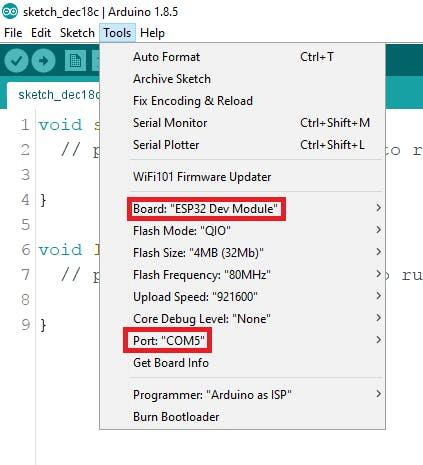 sketch_dec18c | Arduino 1.8.5
File Edit Sketch Tools Help
sketch_dec18c
Auto Format Ctrl+T
Archive Sketch
Fix Encoding & Reload
Serial Monitor Ctrl+Shift+M
Serial Plotter Ctrl+Shift+L
WiFi101 Firmware Updater
Board: "ESP32 Dev Module"
Flash Mode: "QIO"
Flash Size: "4MB (32Mb)"
Flash Frequency: "80MHz"
Upload Speed: "921600"
Core Debug Level: "None"
Port: "COM5"
Get Board Info
Programmer: "Arduino as ISP"
Burn Bootloader
1 void s
2 // p to r
3
4 }
5
6 void l
7 // p o ru
8
9 }